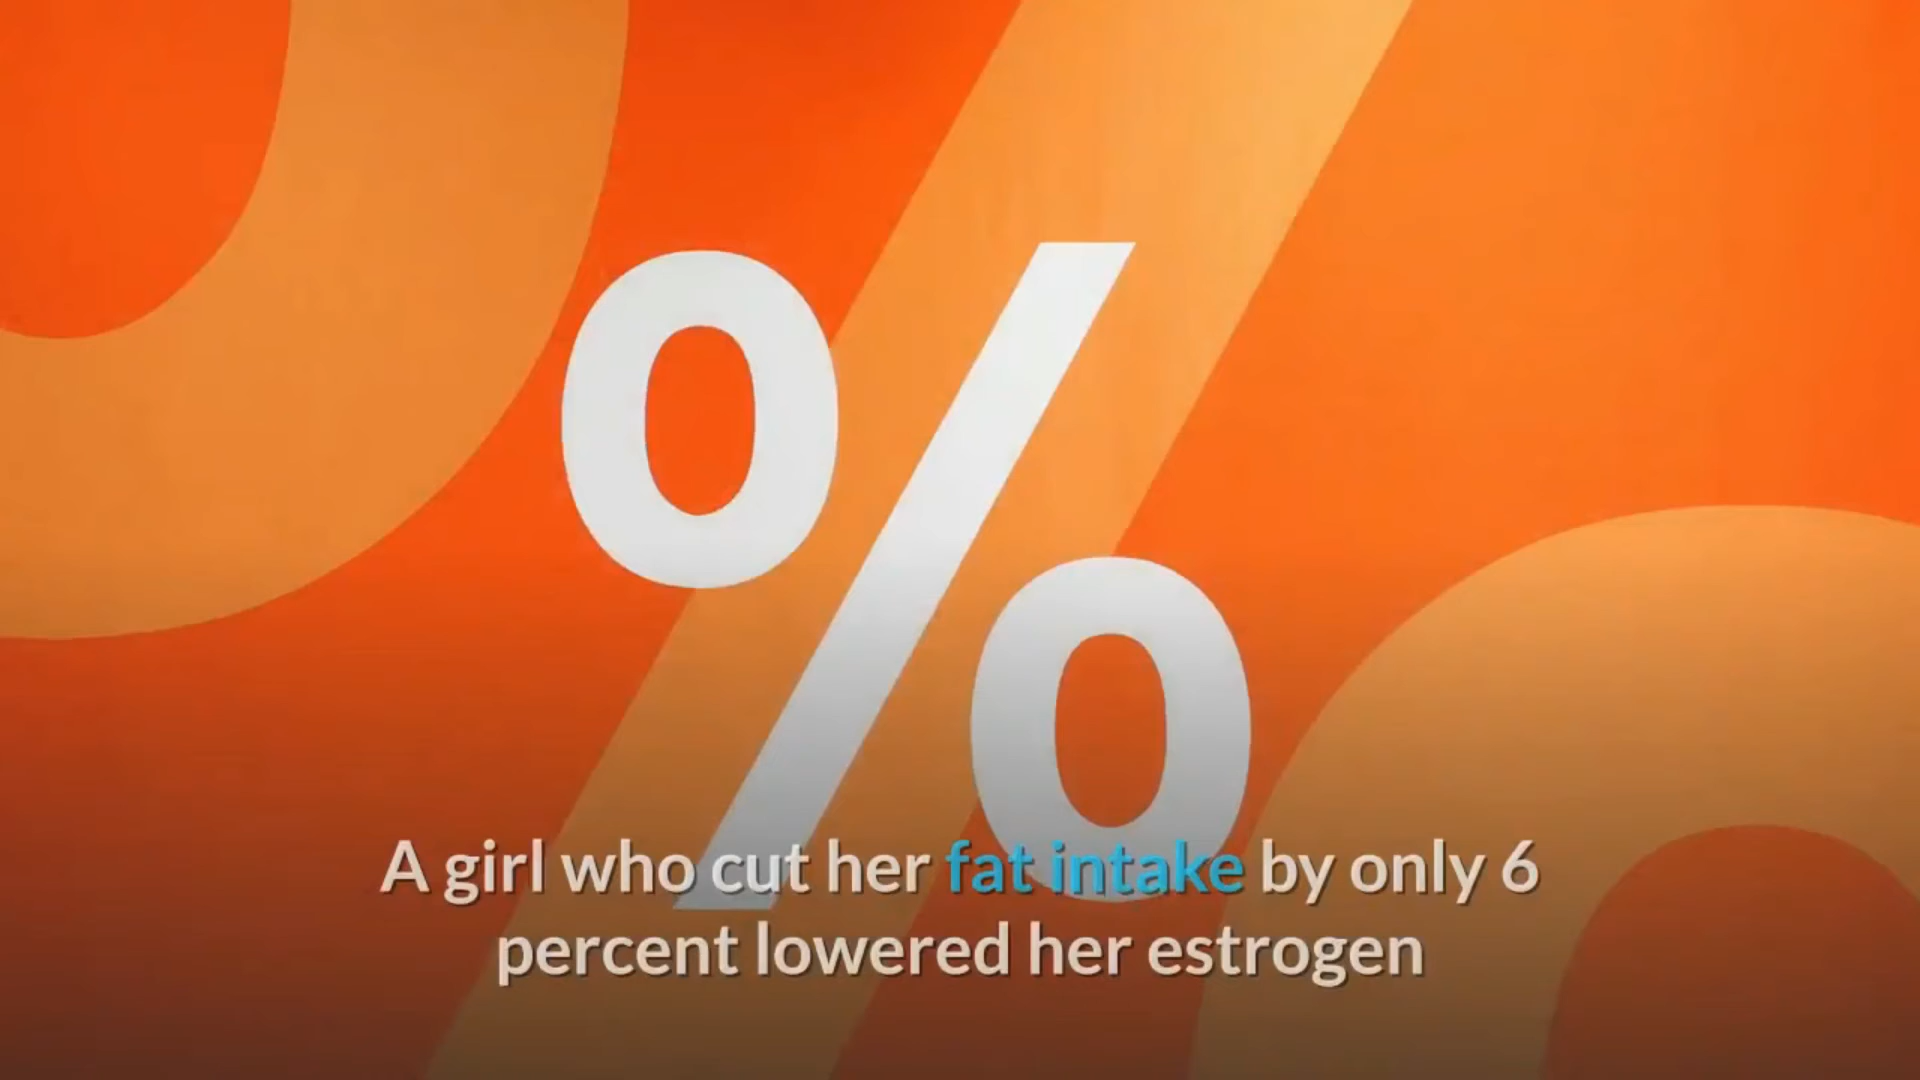 %
A girl who cut her fat intake by only 6
percent lowered her estrogen